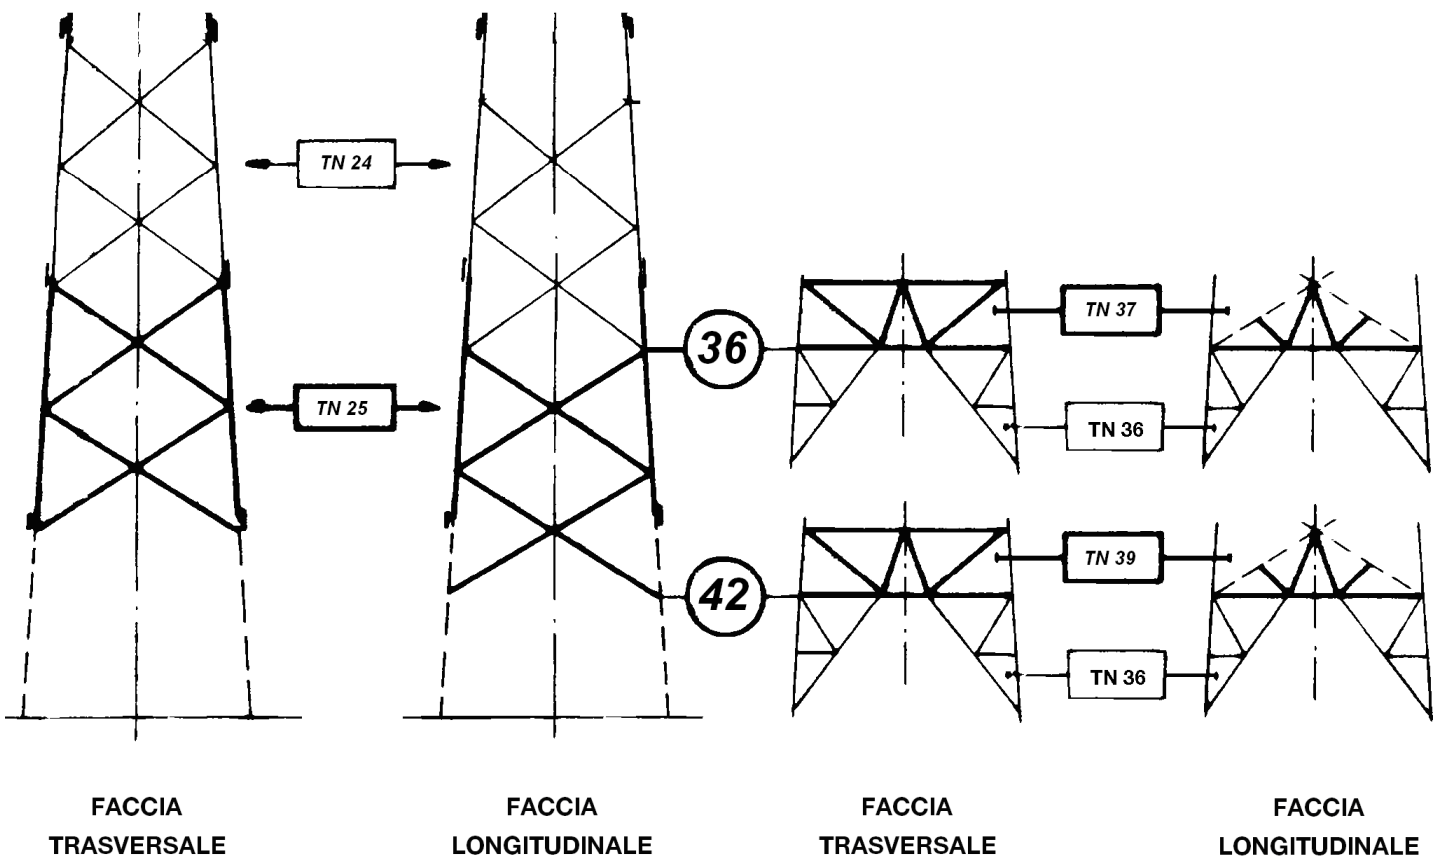 TN 24
TN 25
36
TN 37
TN 36
42
TN 39
TN 36
FACCIA
TRASVERSALE
FACCIA
LONGITUDINALE
FACCIA
TRASVERSALE
FACCIA
LONGITUDINALE